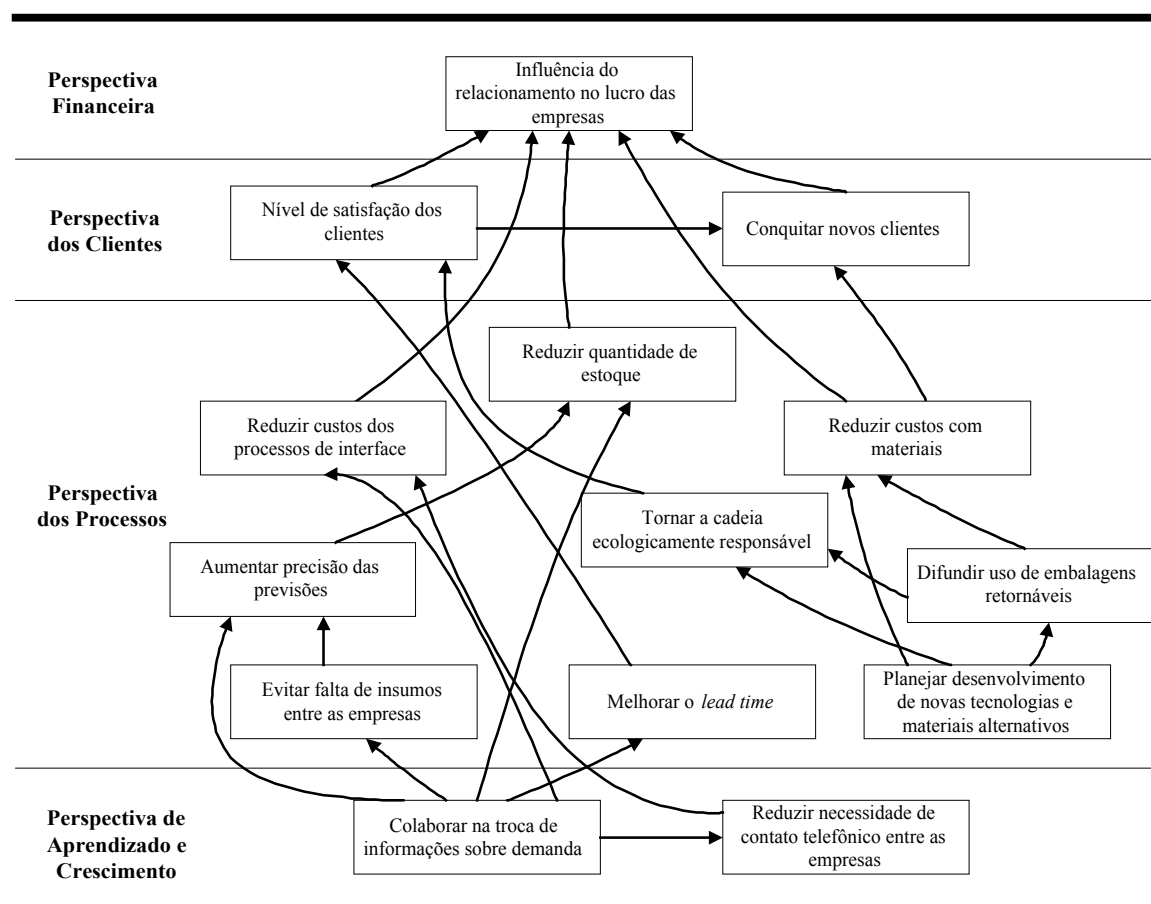 Perspectiva
Financeira
Influência do
relacionamento no lucro das
empresas
Perspectiva
dos Clientes
Nível de satisfação dos
clientes
Conquitar novos clientes
Perspectiva
dos Processos
Reduzir quantidade de
estoque
Reduzir custos dos
processos de interface
Reduzir custos com
materiais
Tornar a cadeia
ecologicamente responsável
Aumentar precisão das
previsões
Difundir uso de embalagens
retornáveis
Evitar falta de insumos
entre as empresas
Melhorar o lead time
Planejar desenvolvimento
de novas tecnologias e
materiais alternativos
Perspectiva de
Aprendizado e
Crescimento
Colaborar na troca de
informações sobre demanda
Reduzir necessidade de
contato telefônico entre as
empresas